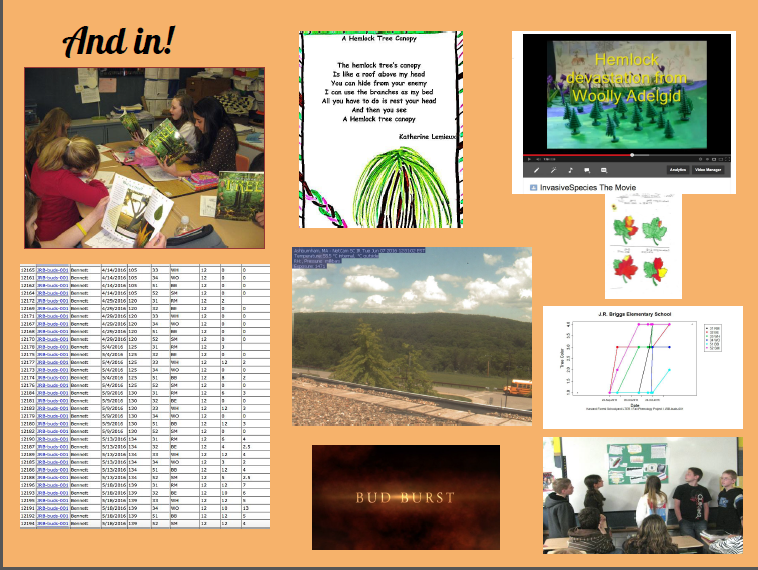 And in!
A Hemlock Tree Canopy
The hemlock tree's canopy
Is like a roof above my head
You can hide from your enemy
I can use the branches as my bed
All you have to do is rest your head
And then you see
A Hemlock tree canopy
Katherine Lemieux
Hemlock
devastation from
Woolly Adelgid
Analytics Video Manager
InvasiveSpecies The Movie
TREE
12165 JRB-buds-001 Bennett 4/14/2016 105 33 WH 12 0 0
12161 JRB-buds-001 Bennett 4/14/2016 105 34 WO 12 0 0
12162 JRB-buds-001 Bennett 4/14/2016 105 51 BB 12 0 0
12164 JRB-buds-001 Bennett 4/14/2016 105 52 SM 12 0 0
12172 JRB-buds-001 Bennett 4/29/2016 120 31 RM 12 2
12169 JRB-buds-001 Bennett 4/29/2016 120 32 BE 12 0 0
12171 JRB-buds-001 Bennett 4/29/2016 120 33 WH 12 0 0
12167 JRB-buds-001 Bennett 4/29/2016 120 34 WO 12 0 0
12168 JRB-buds-001 Bennett 4/29/2016 120 51 BB 12 0 0
12170 JRB-buds-001 Bennett 4/29/2016 120 52 SM 12 0 0
12178 JRB-buds-001 Bennett 5/4/2016 125 31 RM 12 3
12175 JRB-buds-001 Bennett 5/4/2016 125 32 BE 12 0 0
12177 JRB-buds-001 Bennett 5/4/2016 125 33 WH 12 12 2
12173 JRB-buds-001 Bennett 5/4/2016 125 34 WO 12 0 0
12174 JRB-buds-001 Bennett 5/4/2016 125 51 BB 12 8 2
12176 JRB-buds-001 Bennett 5/4/2016 125 52 SM 12 0 0
12184 JRB-buds-001 Bennett 5/9/2016 130 31 RM 12 6 3
12181 JRB-buds-001 Bennett 5/9/2016 130 32 BE 12 0 0
12183 JRB-buds-001 Bennett 5/9/2016 130 33 WH 12 12 3
12179 JRB-buds-001 Bennett 5/9/2016 130 34 WO 12 0 0
12180 JRB-buds-001 Bennett 5/9/2016 130 51 BB 12 12 3
12182 JRB-buds-001 Bennett 5/9/2016 130 52 SM 12 0 0
12190 JRB-buds-001 Bennett 5/13/2016 134 31 RM 12 6 4
12187 JRB-buds-001 Bennett 5/13/2016 134 32 BE 12 4 2.5
12189 JRB-buds-001 Bennett 5/13/2016 134 33 WH 12 12 4
12185 JRB-buds-001 Bennett 5/13/2016 134 34 WO 12 3 2
12186 JRB-buds-001 Bennett 5/13/2016 134 51 BB 12 12 4
12188 JRB-buds-001 Bennett 5/13/2016 134 52 SM 12 5 2.5
12196 JRB-buds-001 Bennett 5/18/2016 139 31 RM 12 12 7
12193 JRB-buds-001 Bennett 5/18/2016 139 32 BE 12 10 6
12195 JRB-buds-001 Bennett 5/18/2016 139 33 WH 12 12 5
12191 JRB-buds-001 Bennett 5/18/2016 139 34 WO 12 10 13
12192 JRB-buds-001 Bennett 5/18/2016 139 51 BB 12 12 5
12194 JRB-buds-001 Bennett 5/18/2016 139 52 SM 12 12 4
J.R. Briggs Elementary School
Tree Color
Date
BUD BURST